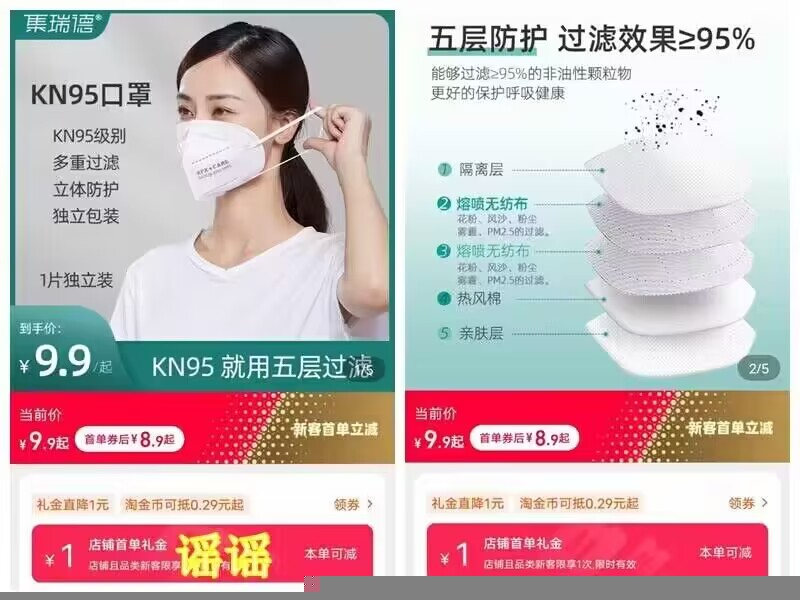 集瑞德®
KN95口罩
KN95级别
多重过滤
立体防护
独立包装
1片独立装
到手价：
¥9.9/起
KN95 就用五层过滤
1/5
当前价
¥9.9起
首单券后¥8.9起
新客首单立减
礼金直降1元
淘金币可抵0.29元起
领券 >
¥1
店铺首单礼金
店铺且品类新客限享
有
本单可减
谣谣
五层防护 过滤效果≥95%
能够过滤≥95%的非油性颗粒物
更好的保护呼吸健康
1 隔离层
2 熔喷无纺布
花粉、风沙、粉尘
雾霾、PM2.5的过滤。
3 熔喷无纺布
花粉、风沙、粉尘
雾霾、PM2.5的过滤。
4 热风棉
5 亲肤层
2/5
当前价
¥9.9起
首单券后¥8.9起
新客首单立减
礼金直降1元
淘金币可抵0.29元起
领券 >
¥1
店铺首单礼金
店铺且品类新客限享1次,限时有效
本单可减